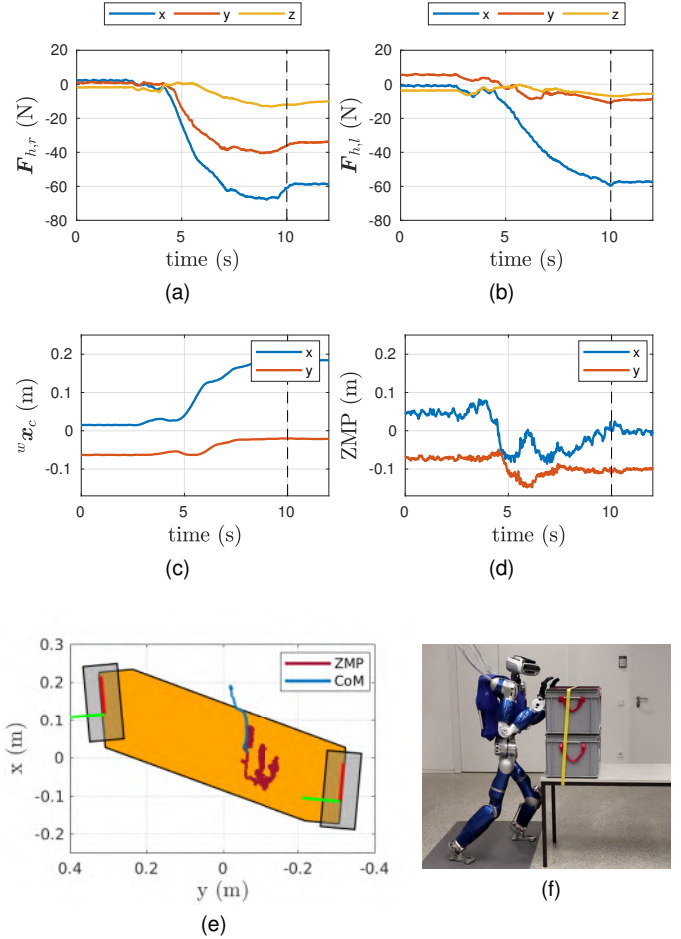 x y z
x y z
20
0
-20
-40
-60
-80
F_{h,r} (N)
0 5 10
time (s)
(a)
20
0
-20
-40
-60
-80
F_{h,l} (N)
0 5 10
time (s)
(b)
0.2
0.1
0
-0.1
^{w}x_{c} (m)
x
y
0 5 10
time (s)
(c)
0.2
0.1
0
-0.1
ZMP (m)
x
y
0 5 10
time (s)
(d)
0.3
0.2
0.1
0
-0.1
-0.2
x (m)
ZMP
CoM
0.4 0.2 0 -0.2 -0.4
y (m)
(e)
(f)